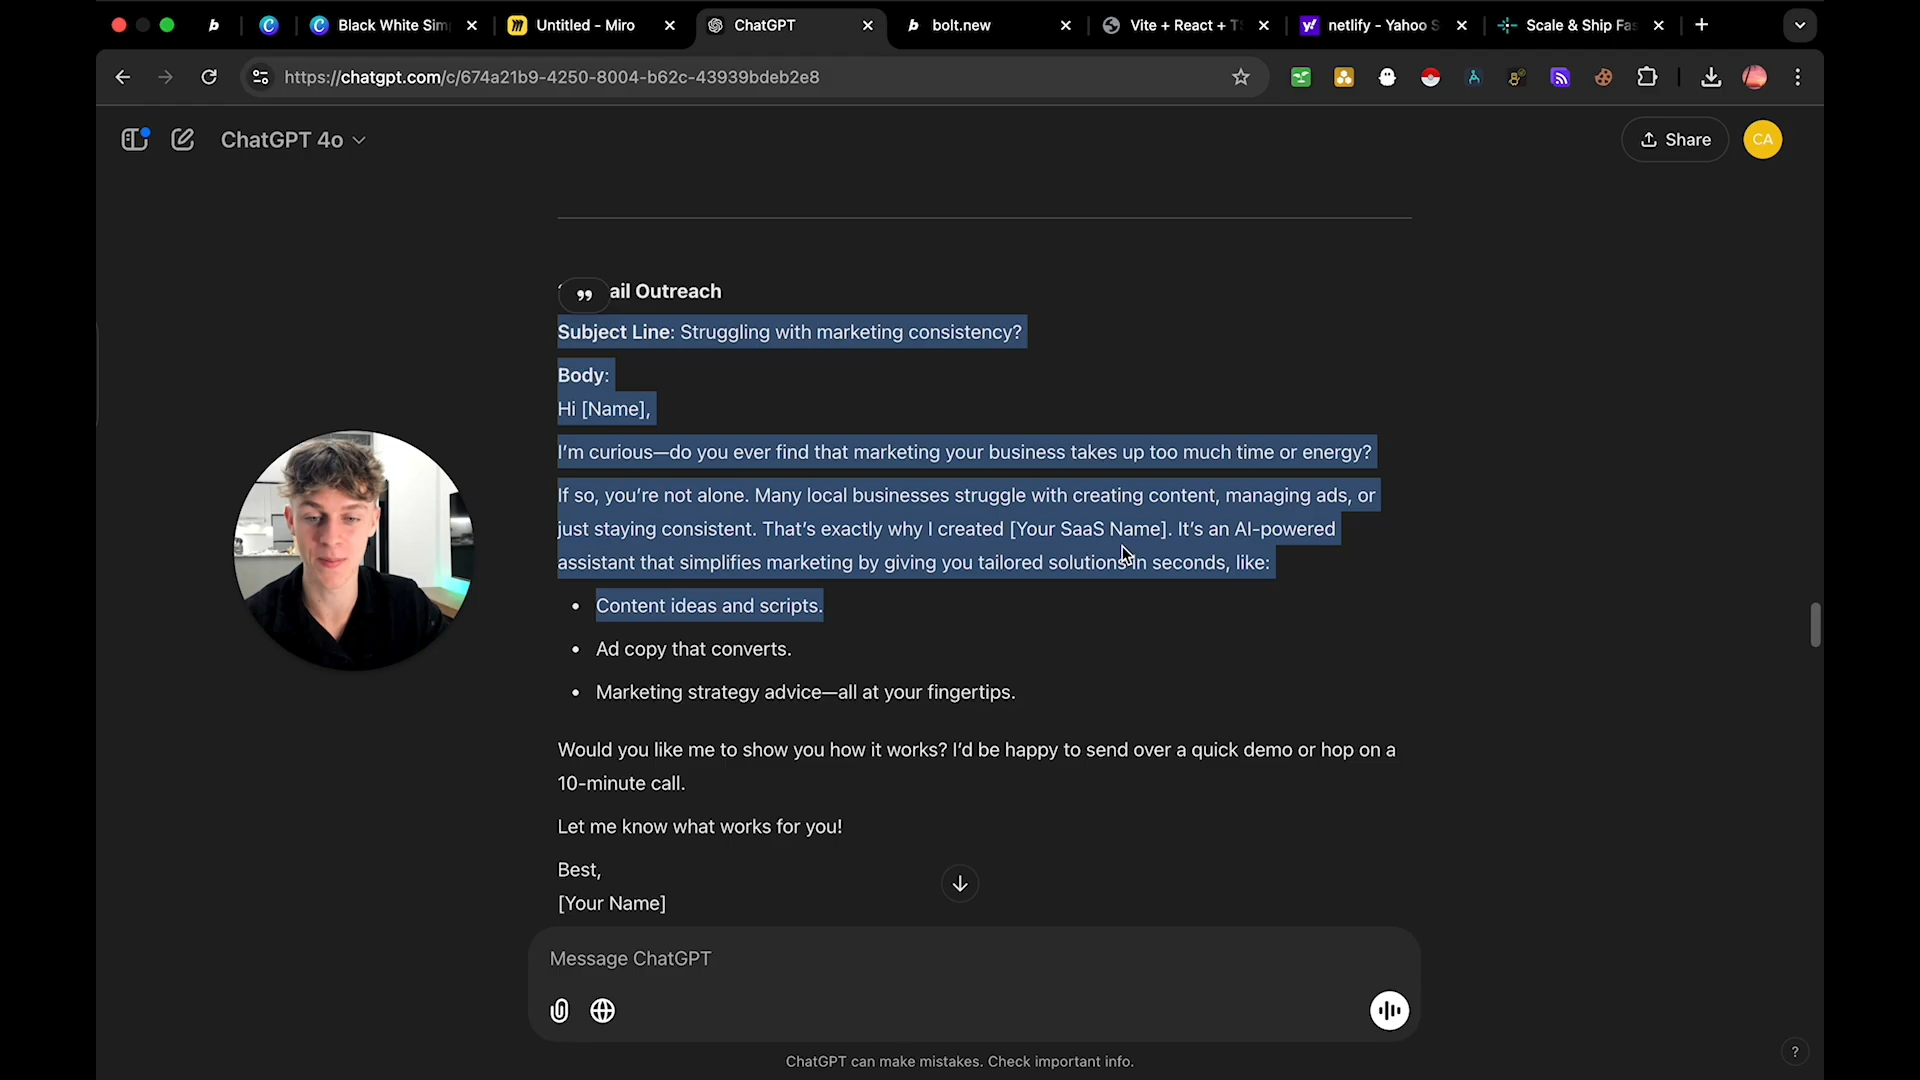 Black White Sim
Untitled - Miro
ChatGPT
bolt.new
Vite + React + T
netlify - Yahoo S
Scale & Ship Fas
https://chatgpt.com/c/674a21b9-4250-8004-b62c-43939bdeb2e8
ChatGPT 4o
Share
CA
ail Outreach
Subject Line: Struggling with marketing consistency?
Body:
Hi [Name],
I’m curious—do you ever find that marketing your business takes up too much time or energy?
If so, you’re not alone. Many local businesses struggle with creating content, managing ads, or
just staying consistent. That’s exactly why I created [Your SaaS Name]. It’s an AI-powered
assistant that simplifies marketing by giving you tailored solutions in seconds, like:
• Content ideas and scripts.
• Ad copy that converts.
• Marketing strategy advice—all at your fingertips.
Would you like me to show you how it works? I’d be happy to send over a quick demo or hop on a
10-minute call.
Let me know what works for you!
Best,
[Your Name]
Message ChatGPT
ChatGPT can make mistakes. Check important info.
?